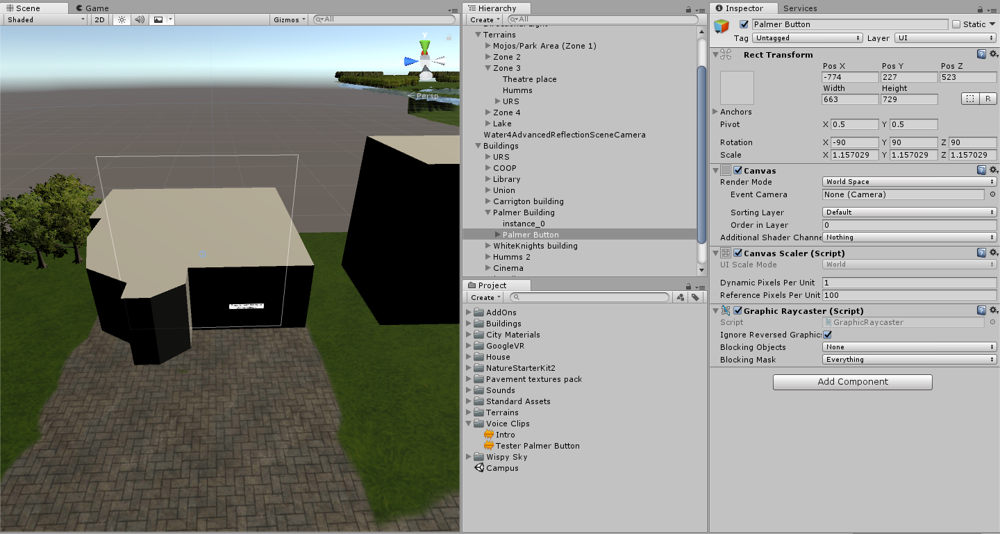 Scene
Game
Shaded
2D
Gizmos
All
y
Persp
Hierarchy
Create
All
Directional Light
Terrains
Mojos/Park Area (Zone 1)
Zone 2
Zone 3
Theatre place
Humms
URS
Zone 4
Lake
Water4AdvancedReflectionSceneCamera
Buildings
URS
COOP
Library
Union
Carrigton building
Palmer Building
instance_0
Palmer Button
WhiteKnights building
Humms 2
Cinema
Project
Create
AddOns
Buildings
City Materials
GoogleVR
House
NatureStarterKit2
Pavement textures pack
Sounds
Standard Assets
Terrains
Voice Clips
Intro
Tester Palmer Button
Wispy Sky
Campus
Inspector
Services
Palmer Button
Static
Tag Untagged Layer UI
Rect Transform
Pos X Pos Y Pos Z
-774 227 523
Width Height
663 729
R
Anchors
Pivot X 0.5 Y 0.5
Rotation X -90 Y 90 Z 90
Scale X 1.157029 Y 1.157029 Z 1.157029
Canvas
Render Mode World Space
Event Camera None (Camera)
Sorting Layer Default
Order in Layer 0
Additional Shader Channe Nothing
Canvas Scaler (Script)
UI Scale Mode World
Dynamic Pixels Per Unit 1
Reference Pixels Per Unit 100
Graphic Raycaster (Script)
Script GraphicRaycaster
Ignore Reversed Graphics
Blocking Objects None
Blocking Mask Everything
Add Component